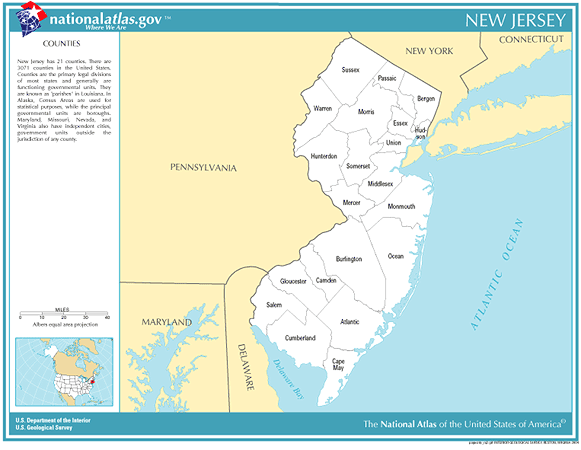 nationalatlas.gov™
Where We Are
NEW JERSEY
COUNTIES
New Jersey has 21 counties. There are
3071 counties in the United States.
Counties are the primary legal divisions
of most states and generally are
functioning governmental units. They
are known as 'parishes' in Louisiana. In
Alaska, Census Areas are used for
statistical purposes, while the principal
governmental units are boroughs.
Maryland, Missouri, Nevada, and
Virginia also have independent cities,
government units outside the
jurisdiction of any county.
CONNECTICUT
NEW YORK
Sussex
Passaic
Bergen
Warren
Morris
Essex
Hud-
son
Union
Hunterdon
Somerset
Middlesex
Mercer
Monmouth
PENNSYLVANIA
Ocean
Burlington
Gloucester
Camden
Salem
Atlantic
Cumberland
Cape
May
ATLANTIC OCEAN
MARYLAND
DELAWARE
Delaware Bay
MILES
0 10 20 30 40
Albers equal area projection
U.S. Department of the Interior
U.S. Geological Survey
The National Atlas of the United States of America®